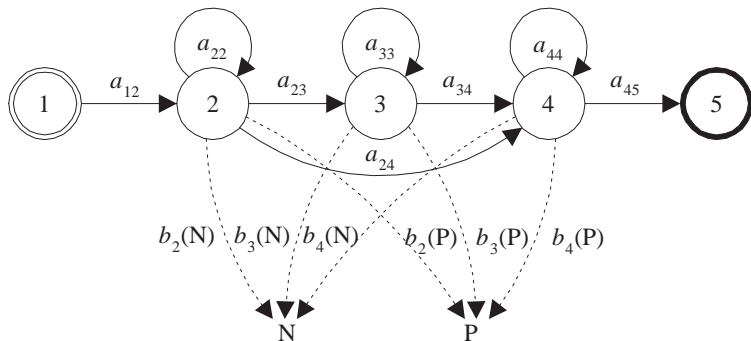 a22 a33 a44
1 a12 2 a23 3 a34 4 a45 5
a24
b2(N) b3(N) b4(N) b2(P) b3(P) b4(P)
N P